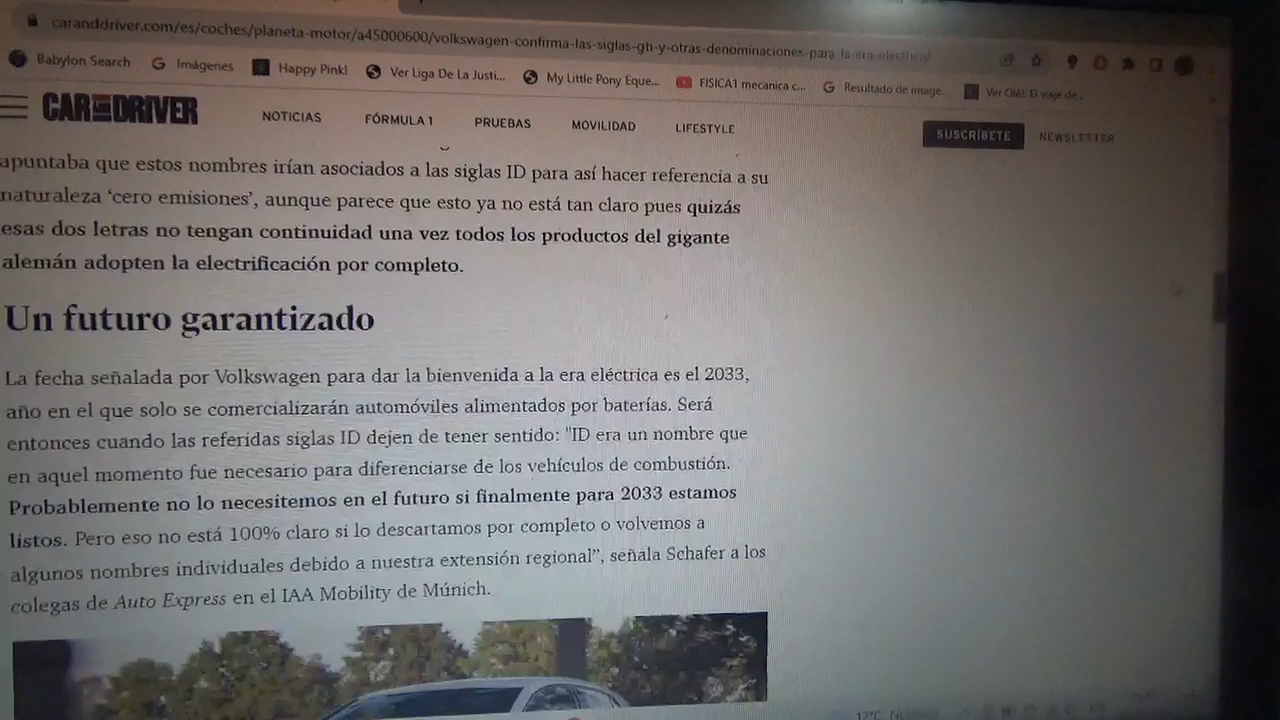 caranddriver.com/es/coches/planeta-motor/a45000600/volkswagen-confirma-las-siglas-gti-y-otras-denominaciones-para-la-era-electrica/
Babylon Search
Imágenes
Happy Pink!
Ver Liga De La Justi...
My Little Pony Eque...
FISICA1 mecanica c...
Resultado de image
Ver Olé!: El viaje de...
CAR AND DRIVER
NOTICIAS
FÓRMULA 1
PRUEBAS
MOVILIDAD
LIFESTYLE
SUSCRÍBETE
NEWSLETTER
apuntaba que estos nombres irían asociados a las siglas ID para así hacer referencia a su
naturaleza ‘cero emisiones’, aunque parece que esto ya no está tan claro pues quizás
esas dos letras no tengan continuidad una vez todos los productos del gigante
alemán adopten la electrificación por completo.
Un futuro garantizado
La fecha señalada por Volkswagen para dar la bienvenida a la era eléctrica es el 2033,
año en el que solo se comercializarán automóviles alimentados por baterías. Será
entonces cuando las referidas siglas ID dejen de tener sentido: "ID era un nombre que
en aquel momento fue necesario para diferenciarse de los vehículos de combustión.
Probablemente no lo necesitemos en el futuro si finalmente para 2033 estamos
listos. Pero eso no está 100% claro si lo descartamos por completo o volvemos a
algunos nombres individuales debido a nuestra extensión regional”, señala Schafer a los
colegas de Auto Express en el IAA Mobility de Múnich.